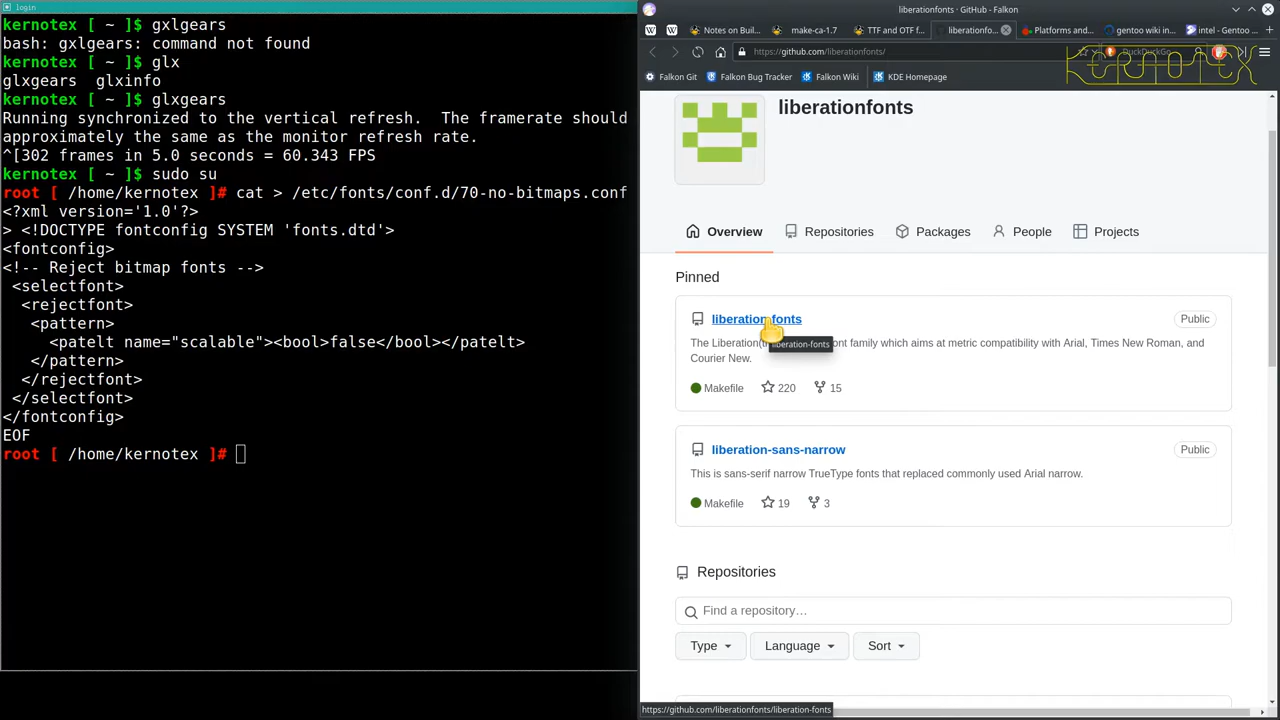 login
kernotex [ ~ ]$ gxlgears
bash: gxlgears: command not found
kernotex [ ~ ]$ glx
glxgears  glxinfo
kernotex [ ~ ]$ glxgears
Running synchronized to the vertical refresh.  The framerate should
approximately the same as the monitor refresh rate.
^[302 frames in 5.0 seconds = 60.343 FPS
kernotex [ ~ ]$ sudo su
root [ /home/kernotex ]# cat > /etc/fonts/conf.d/70-no-bitmaps.conf
<?xml version='1.0'?>
> <!DOCTYPE fontconfig SYSTEM 'fonts.dtd'>
<fontconfig>
<!-- Reject bitmap fonts -->
 <selectfont>
  <rejectfont>
   <pattern>
     <patelt name="scalable"><bool>false</bool></patelt>
   </pattern>
  </rejectfont>
 </selectfont>
</fontconfig>
EOF
root [ /home/kernotex ]#
liberationfonts · GitHub - Falkon
Notes on Buil... make-ca-1.7 TTF and OTF f... liberationfo... Platforms and... gentoo wiki in... intel - Gentoo
https://github.com/liberationfonts/
DuckDuckGo
Kernotex
Falkon Git Falkon Bug Tracker Falkon Wiki KDE Homepage
liberationfonts
Overview Repositories Packages People Projects
Pinned
liberation-fonts Public
liberation-fonts
The Liberation(tm) font family which aims at metric compatibility with Arial, Times New Roman, and
Courier New.
Makefile 220 15
liberation-sans-narrow Public
This is sans-serif narrow TrueType fonts that replaced commonly used Arial narrow.
Makefile 19 3
Repositories
Find a repository…
Type Language Sort
https://github.com/liberationfonts/liberation-fonts